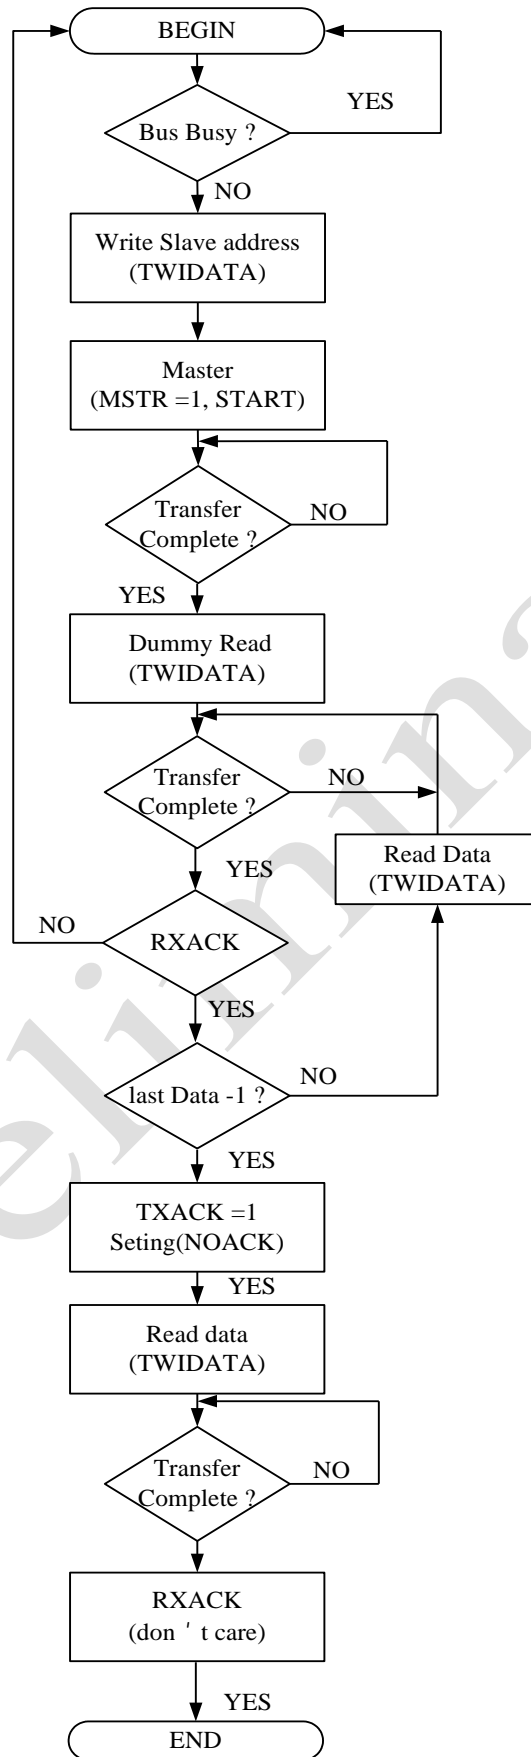 BEGIN
Bus Busy ?
YES
NO
Write Slave address
(TWIDATA)
Master
(MSTR =1, START)
Transfer
Complete ?
NO
YES
Dummy Read
(TWIDATA)
Transfer
Complete ?
NO
YES
Read Data
(TWIDATA)
NO
RXACK
YES
last Data -1 ?
NO
YES
TXACK =1
Seting(NOACK)
YES
Read data
(TWIDATA)
Transfer
Complete ?
NO
RXACK
(don ' t care)
YES
END
elimina